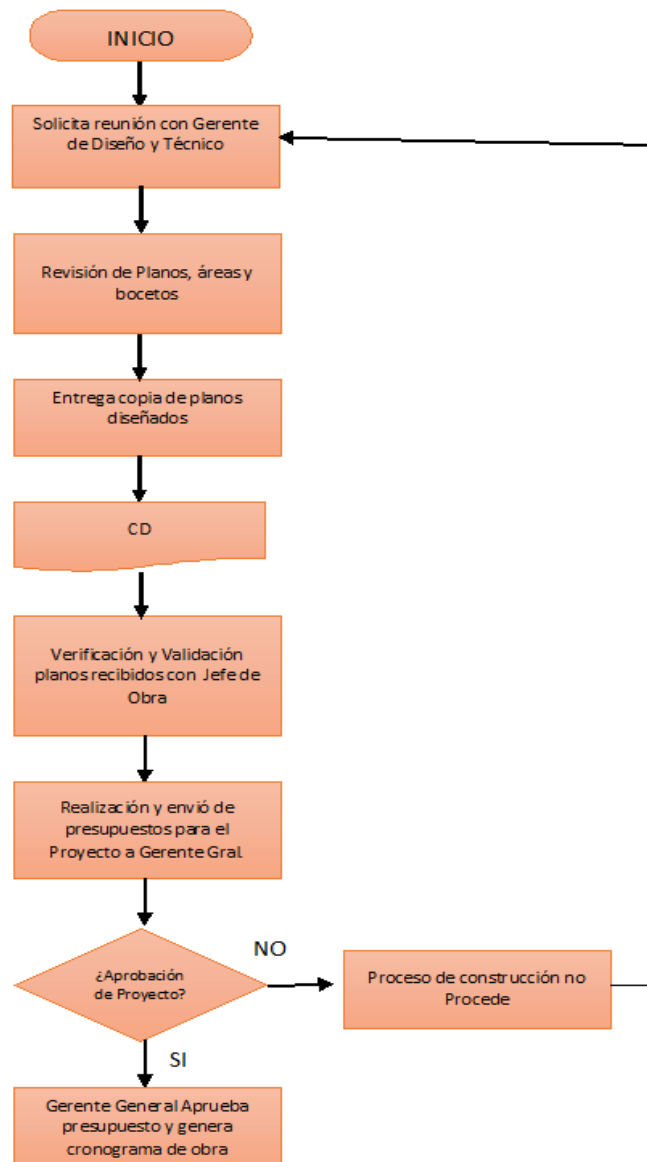 INICIO
Solicita reunión con Gerente
de Diseño y Técnico
Revisión de Planos, áreas y
bocetos
Entrega copia de planos
diseñados
CD
Verificación y Validación
planos recibidos con Jefe de
Obra
Realización y envió de
presupuestos para el
Proyecto a Gerente Gral.
¿Aprobación
de Proyecto?
NO
Proceso de construcción no
Procede
SI
Gerente General Aprueba
presupuesto y genera
cronograma de obra